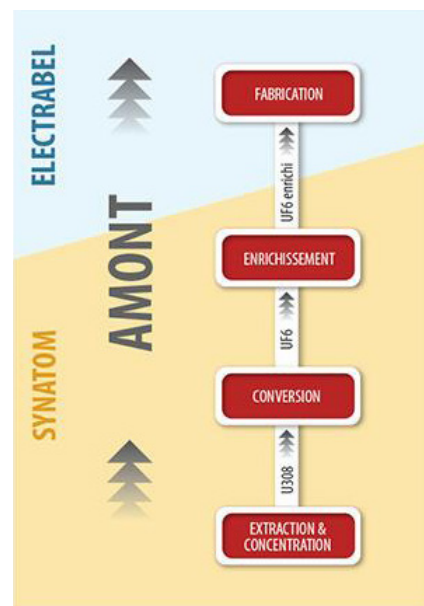 ELECTRABEL
SYNATOM
AMONT
FABRICATION
UF6 enrichi
ENRICHISSEMENT
UF6
CONVERSION
U308
EXTRACTION &
CONCENTRATION